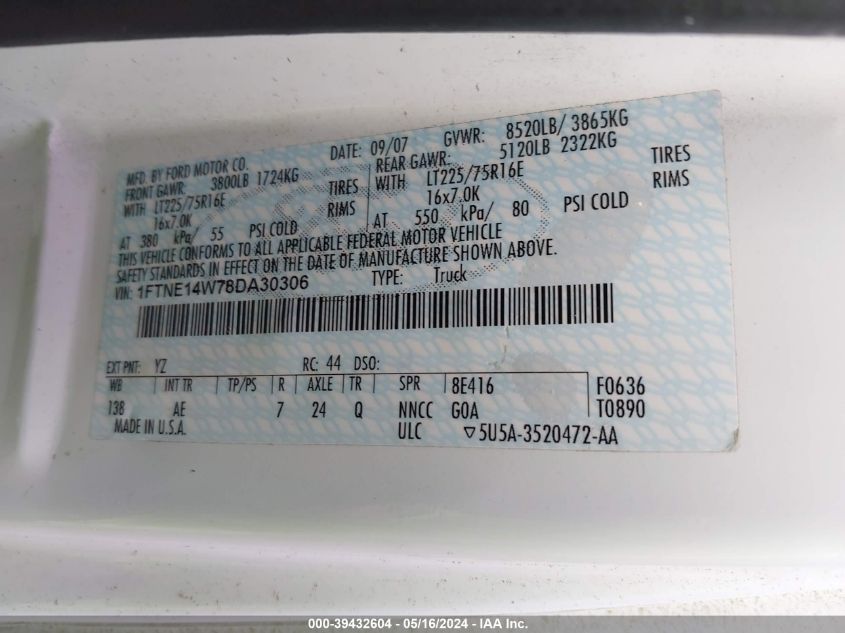 MFD. BY FORD MOTOR CO.
DATE: 09/07 GVWR: 8520LB/ 3865KG
FRONT GAWR: 3800LB 1724KG
REAR GAWR: 5120LB 2322KG
WITH LT225/75R16E TIRES
WITH LT225/75R16E TIRES
16x7.0K RIMS
16x7.0K RIMS
AT 380 kPa/ 55 PSI COLD
AT 550 kPa/ 80 PSI COLD
THIS VEHICLE CONFORMS TO ALL APPLICABLE FEDERAL MOTOR VEHICLE
SAFETY STANDARDS IN EFFECT ON THE DATE OF MANUFACTURE SHOWN ABOVE.
VIN: 1FTNE14W78DA30306 TYPE: Truck
EXT PNT: YZ RC: 44 DSO:
WB INT TR TP/PS R AXLE TR SPR 8E416 F0636
138 AE 7 24 Q NNCC G0A T0890
MADE IN U.S.A. ULC ▽5U5A-3520472-AA
000-39432604 - 05/16/2024 - IAAI.com